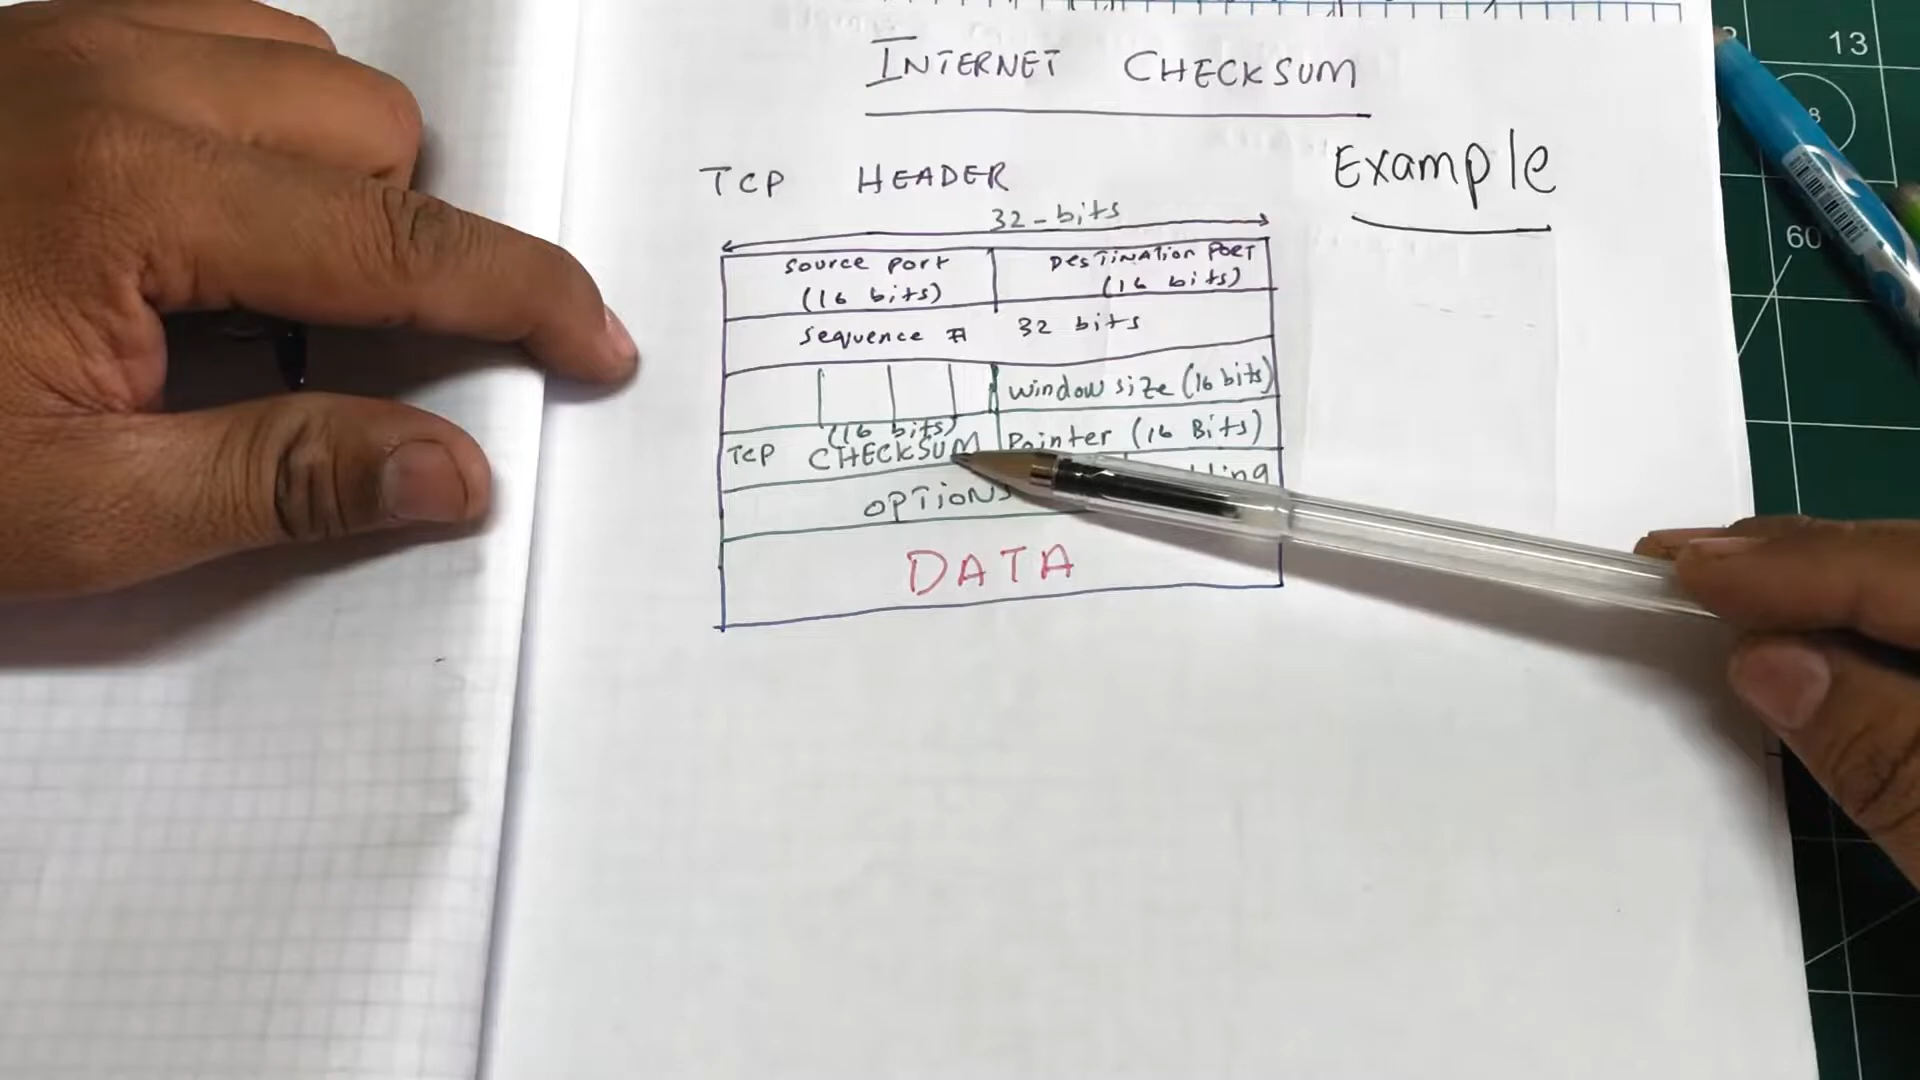 INTERNET CHECKSUM
TCP HEADER
Example
32-bits
Source port
(16 bits)
DESTINATION PORT
(16 bits)
Sequence # 32 bits
window size (16 bits)
(16 bits)
TCP CHECKSUM
Pointer (16 Bits)
OPTIONS
DATA
13
8
60